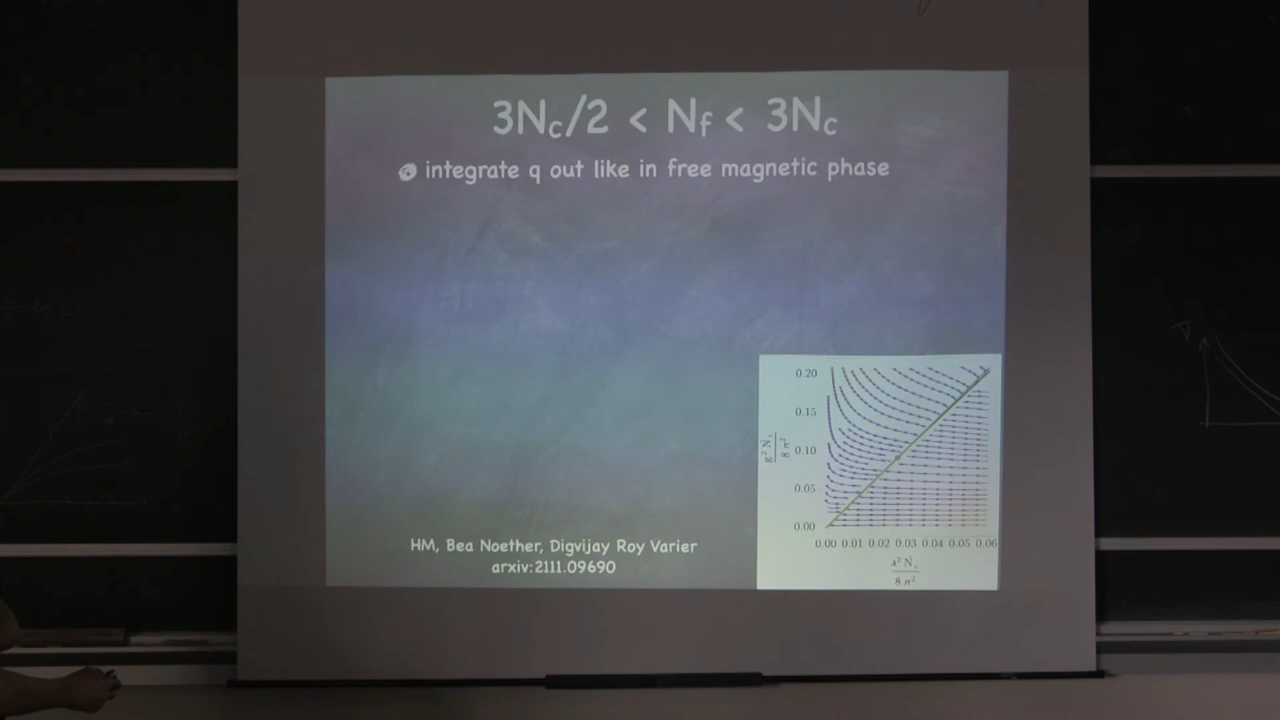 3Nc/2 < Nf < 3Nc
integrate q out like in free magnetic phase
0.20
0.15
0.10
0.05
0.00
0.00 0.01 0.02 0.03 0.04 0.05 0.06
HM, Bea Noether, Digvijay Roy Varier
arxiv:2111.09690